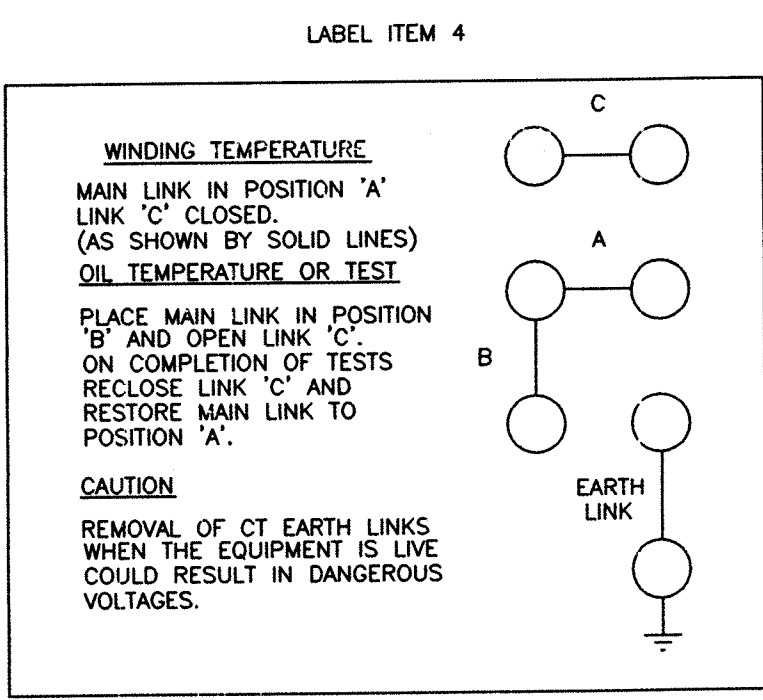 LABEL ITEM 4
WINDING TEMPERATURE
MAIN LINK IN POSITION 'A'
LINK 'C' CLOSED.
(AS SHOWN BY SOLID LINES)
OIL TEMPERATURE OR TEST
PLACE MAIN LINK IN POSITION
'B' AND OPEN LINK 'C'.
ON COMPLETION OF TESTS
RECLOSE LINK 'C' AND
RESTORE MAIN LINK TO
POSITION 'A'.
CAUTION
REMOVAL OF CT EARTH LINKS
WHEN THE EQUIPMENT IS LIVE
COULD RESULT IN DANGEROUS
VOLTAGES.
C
A
B
EARTH
LINK